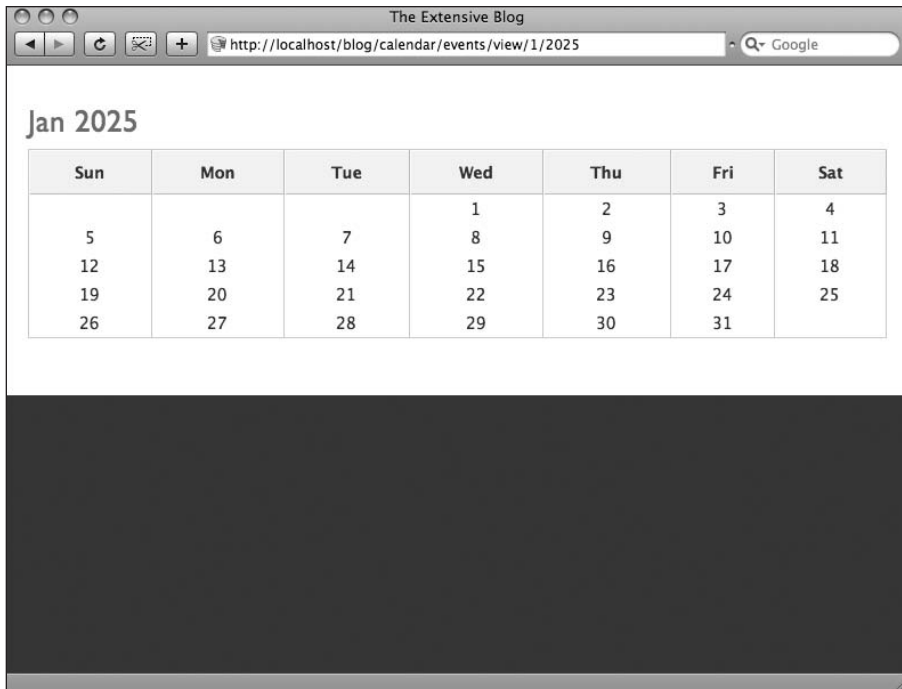 The Extensive Blog
http://localhost/blog/calendar/events/view/1/2025
Google
Jan 2025
Sun Mon Tue Wed Thu Fri Sat
1 2 3 4
5 6 7 8 9 10 11
12 13 14 15 16 17 18
19 20 21 22 23 24 25
26 27 28 29 30 31